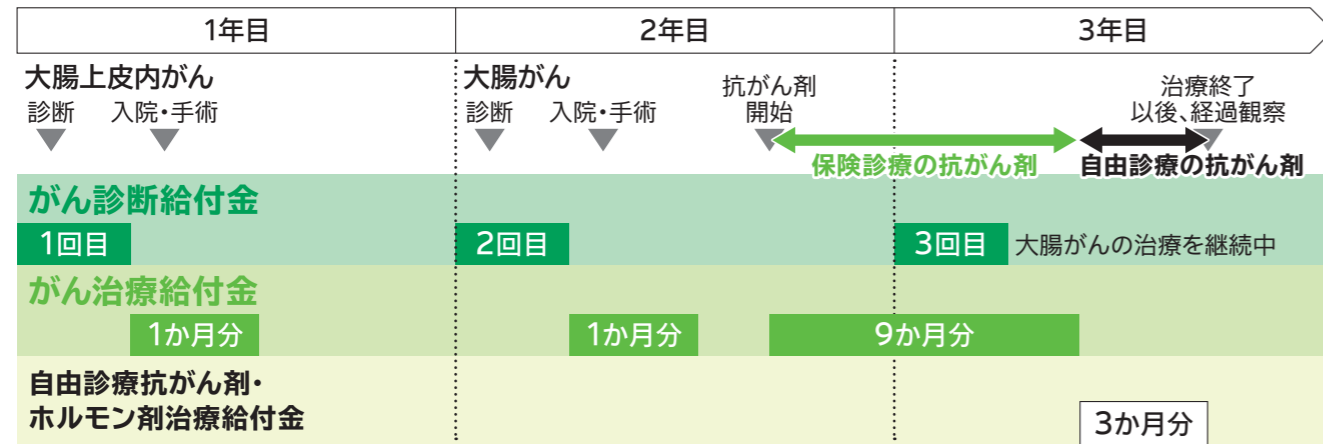 1年目
2年目
3年目
大腸上皮内がん
診断
入院・手術
大腸がん
診断
入院・手術
抗がん剤
開始
治療終了
以後、経過観察
保険診療の抗がん剤
自由診療の抗がん剤
がん診断給付金
1回目
2回目
3回目
大腸がんの治療を継続中
がん治療給付金
1か月分
1か月分
9か月分
自由診療抗がん剤・
ホルモン剤治療給付金
3か月分